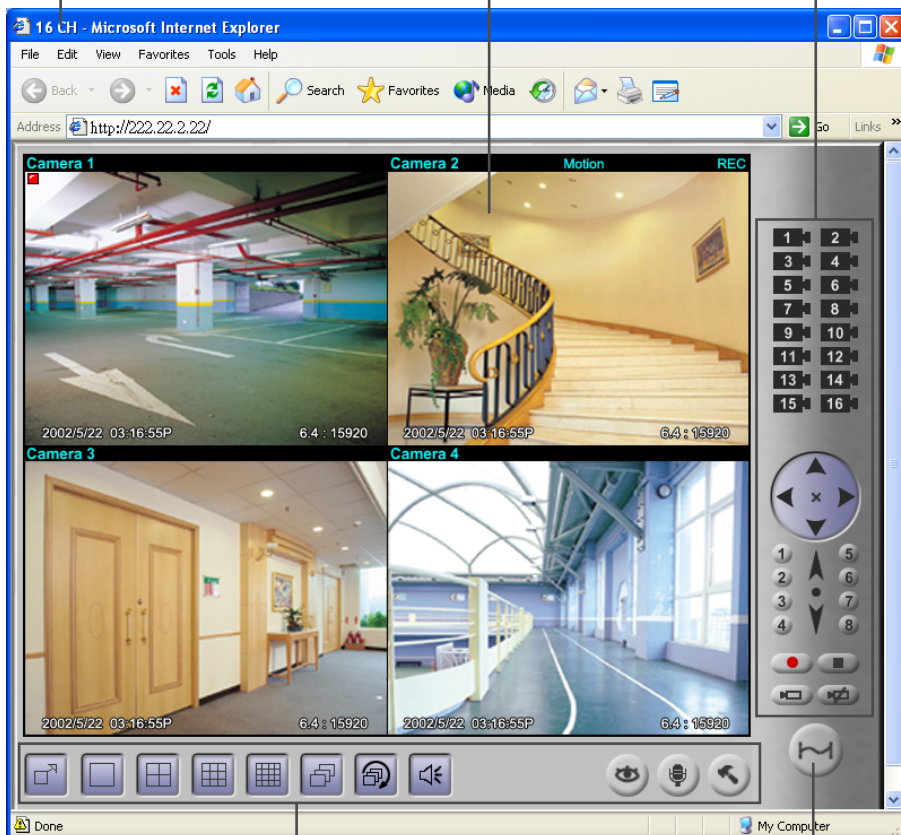 16 CH - Microsoft Internet Explorer
File Edit View Favorites Tools Help
Back Search Favorites Media
Address http://222.22.2.22/ Go Links »
Camera 1
Camera 2 Motion REC
2002/5/22 03:16:55P 6.4 : 15920
2002/5/22 03:16:55P 6.4 : 15920
Camera 3
Camera 4
2002/5/22 03:16:55P 6.4 : 15920
2002/5/22 03:16:55P 6.4 : 15920
1 2
3 4
5 6
7 8
9 10
11 12
13 14
15 16
1 5
2 6
3 7
4 8
Done My Computer